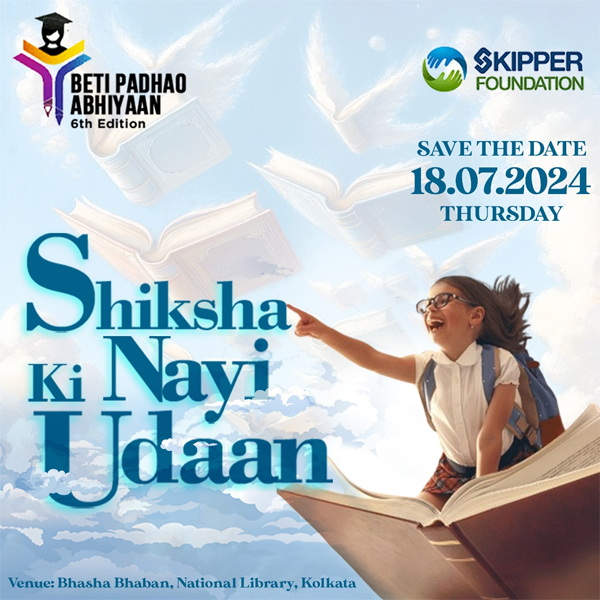 BETI PADHAO
ABHIYAAN
6th Edition
SKIPPER
FOUNDATION
SAVE THE DATE
18.07.2024
THURSDAY
Shiksha
Ki Nayi
Udaan
Venue: Bhasha Bhaban, National Library, Kolkata